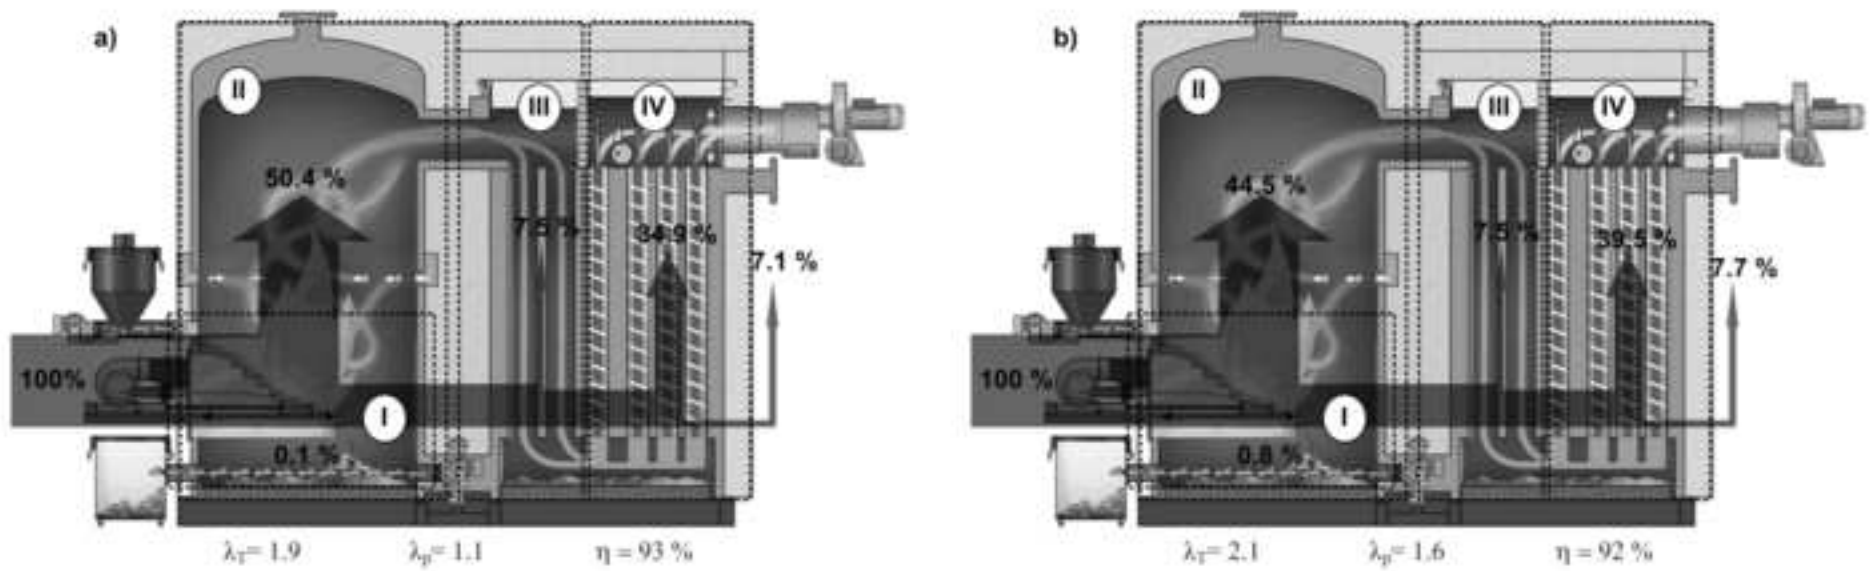 a)
II
III
IV
50.4 %
7.5 %
34.9 %
7.1 %
100%
I
0.1 %
λT= 1.9
λp= 1.1
η = 93 %
b)
II
III
IV
44.5 %
7.5 %
39.5 %
7.7 %
100 %
I
0.8 %
λT= 2.1
λp= 1.6
η = 92 %